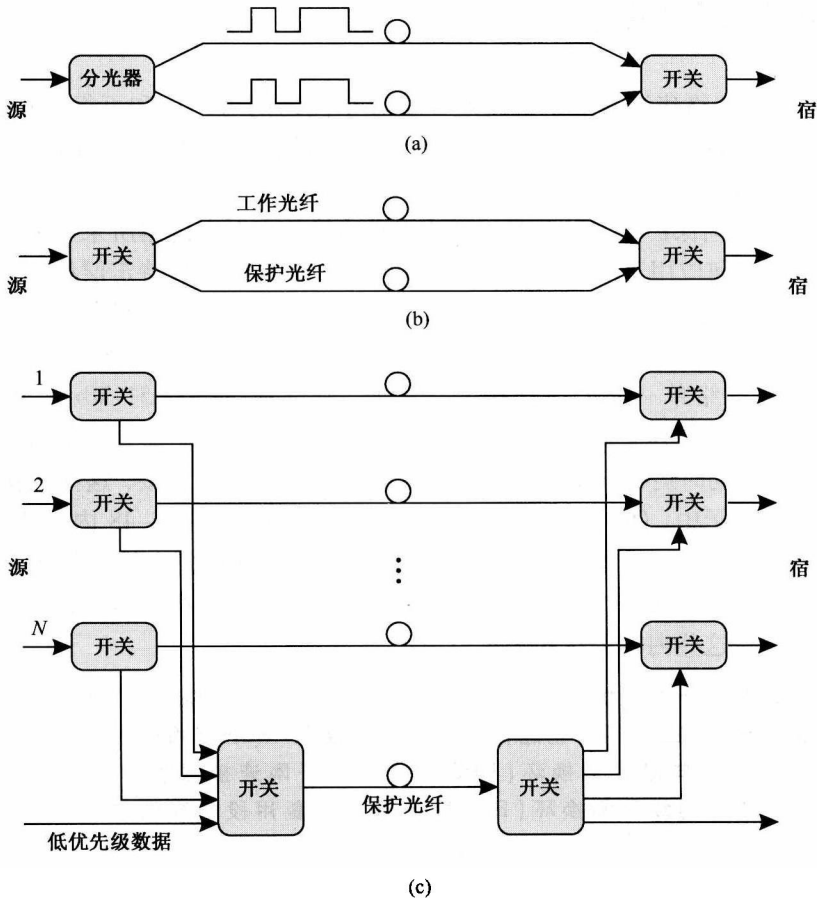 分光器
开关
源
宿
(a)
工作光纤
开关
开关
保护光纤
源
宿
(b)
1
开关
开关
2
开关
开关
源
宿
N
开关
开关
开关
开关
保护光纤
低优先级数据
(c)